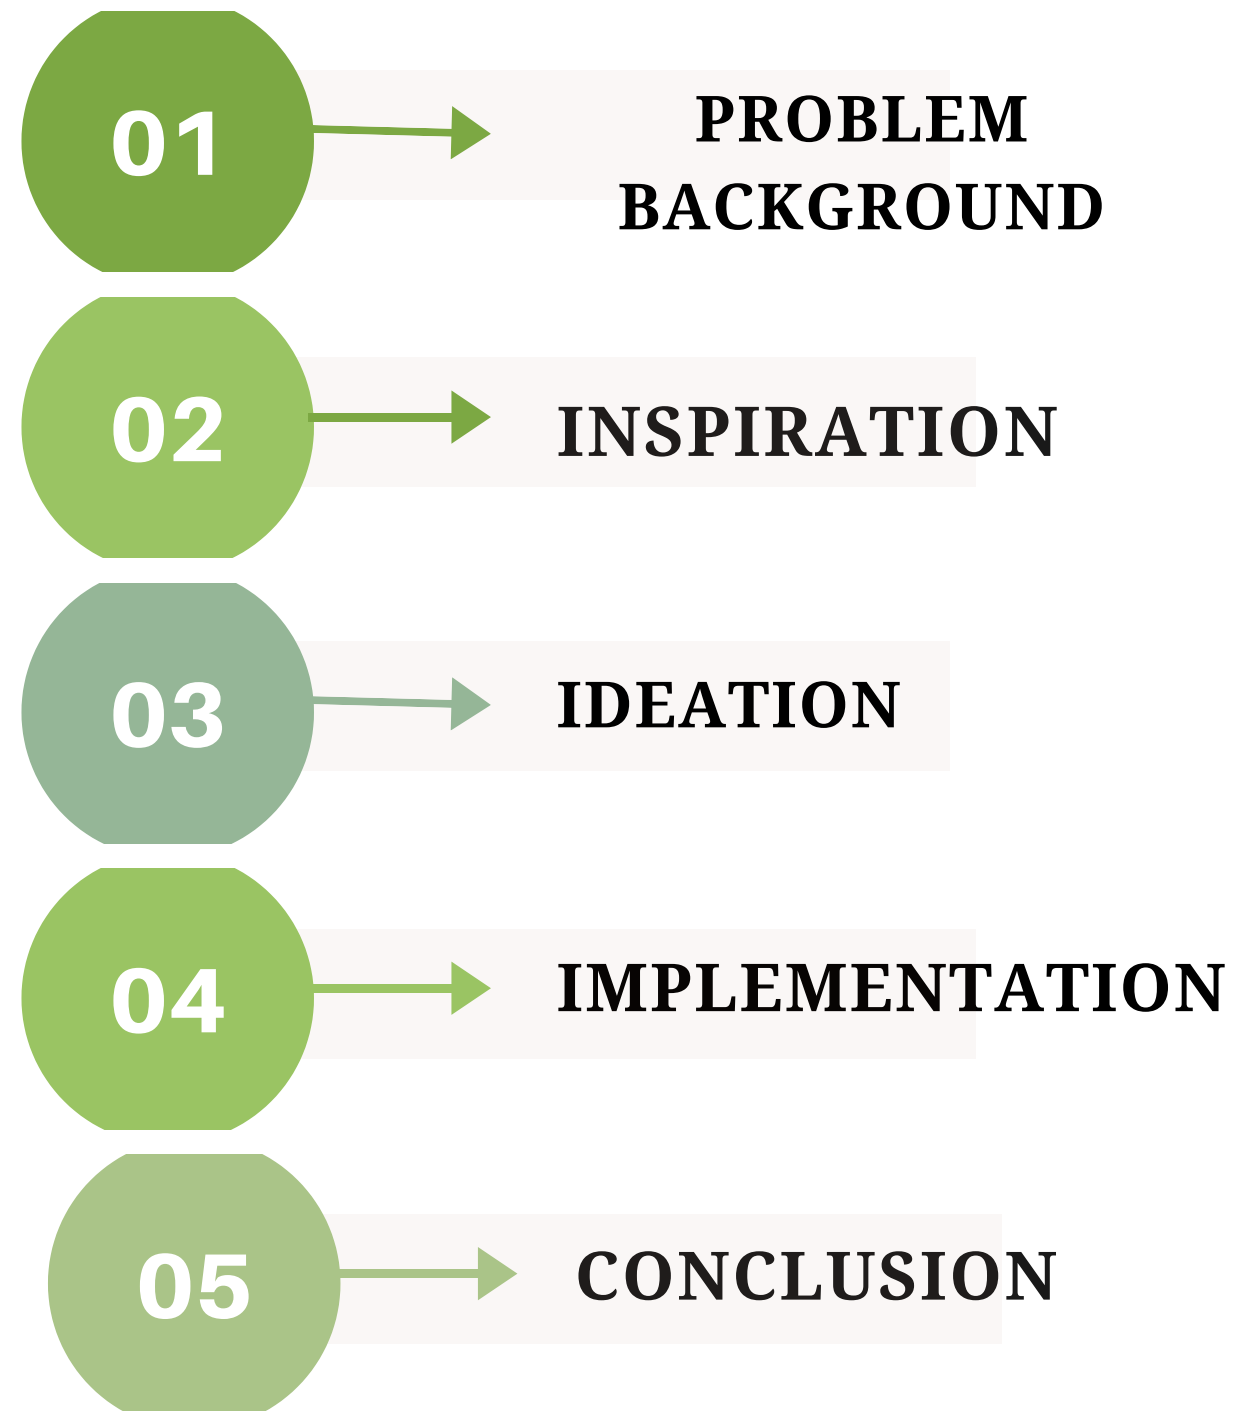 01
PROBLEM
BACKGROUND
02
INSPIRATION
03
IDEATION
04
IMPLEMENTATION
05
CONCLUSION